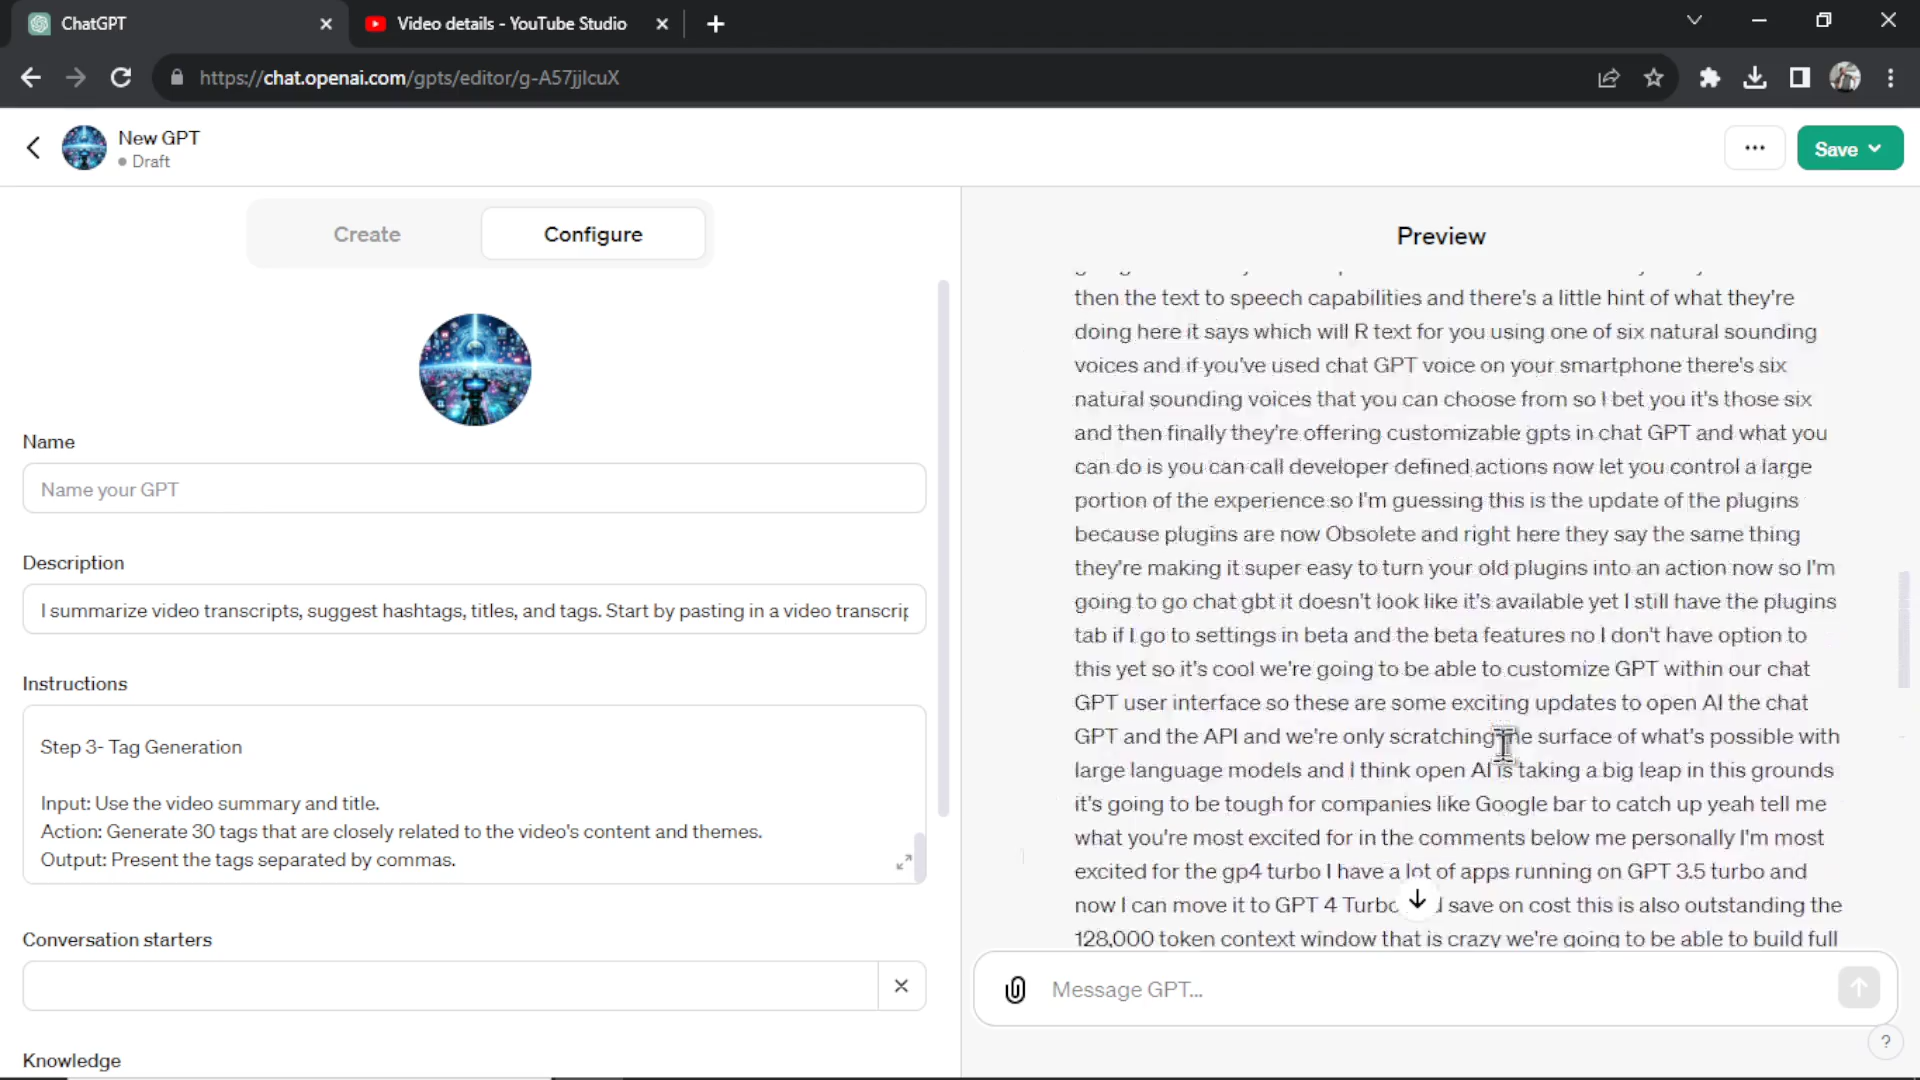 ChatGPT
Video details - YouTube Studio
https://chat.openai.com/gpts/editor/g-A57jjIcuX
New GPT
Draft
Save
Create
Configure
Name
Name your GPT
Description
I summarize video transcripts, suggest hashtags, titles, and tags. Start by pasting in a video transcrip
Instructions
Step 3- Tag Generation
Input: Use the video summary and title.
Action: Generate 30 tags that are closely related to the video's content and themes.
Output: Present the tags separated by commas.
Conversation starters
Knowledge
Preview
then the text to speech capabilities and there's a little hint of what they're
doing here it says which will R text for you using one of six natural sounding
voices and if you've used chat GPT voice on your smartphone there's six
natural sounding voices that you can choose from so I bet you it's those six
and then finally they're offering customizable gpts in chat GPT and what you
can do is you can call developer defined actions now let you control a large
portion of the experience so I'm guessing this is the update of the plugins
because plugins are now Obsolete and right here they say the same thing
they're making it super easy to turn your old plugins into an action now so I'm
going to go chat gbt it doesn't look like it's available yet I still have the plugins
tab if I go to settings in beta and the beta features no I don't have option to
this yet so it's cool we're going to be able to customize GPT within our chat
GPT user interface so these are some exciting updates to open AI the chat
GPT and the API and we're only scratching the surface of what's possible with
large language models and I think open AI is taking a big leap in this grounds
it's going to be tough for companies like Google bar to catch up yeah tell me
what you're most excited for in the comments below me personally I'm most
excited for the gp4 turbo I have a lot of apps running on GPT 3.5 turbo and
now I can move it to GPT 4 Turbo save on cost this is also outstanding the
128,000 token context window that is crazy we're going to be able to build full
Message GPT...
?